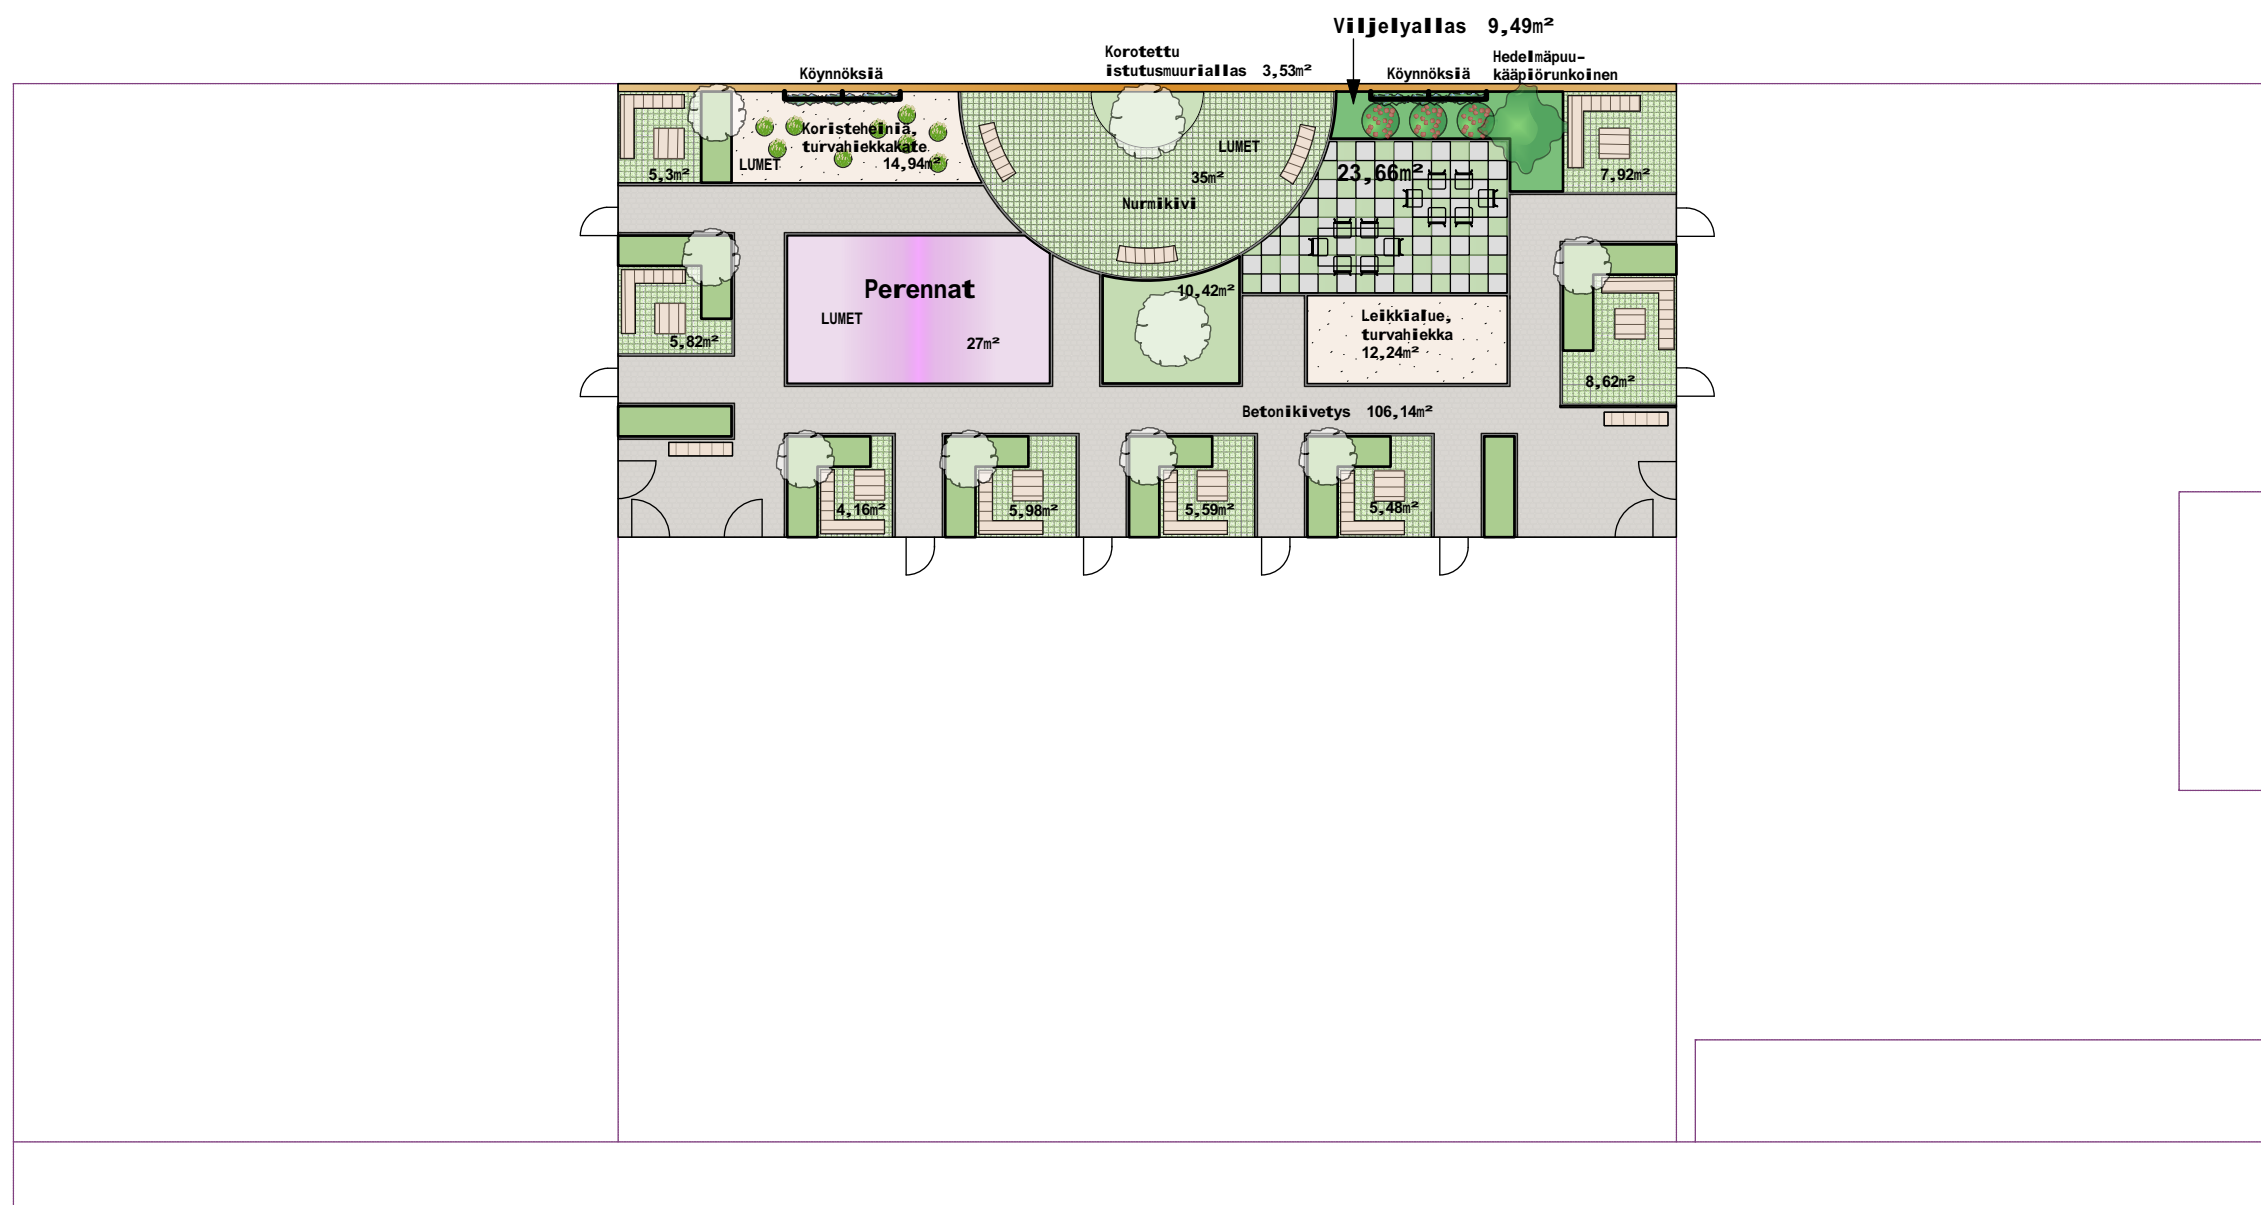 Viljelyallas 9,49m²
Korotettu
istutusmuuriallas 3,53m²
Hedelmäpuu-
kääpiörunkoinen
Köynnöksiä
Köynnöksiä
Koristeheiniä,
turvahiekkakate
14,94m²
LUMET
LUMET
5,3m²
35m²
23,66m²
7,92m²
Nurmikivi
Perennat
10,42m²
LUMET
27m²
Leikkialue,
turvahiekka
12,24m²
5,82m²
8,62m²
Betonikivetys 106,14m²
4,16m²
5,98m²
5,59m²
5,48m²